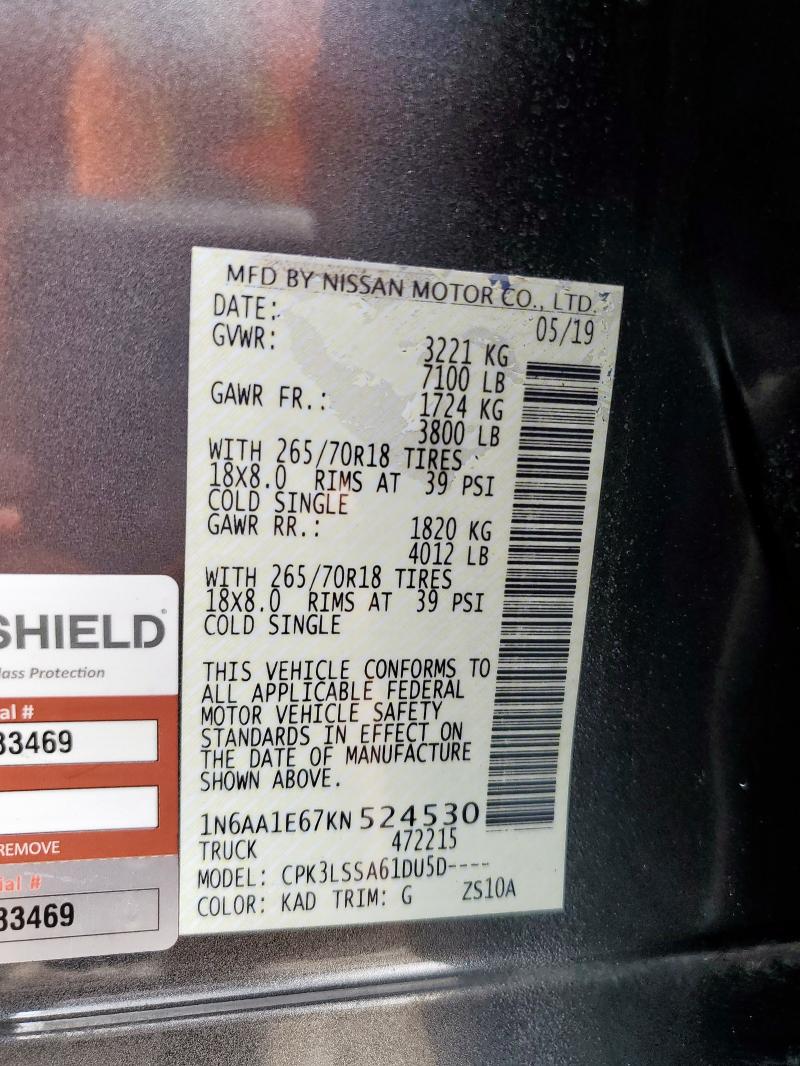 MFD BY NISSAN MOTOR CO., LTD.
DATE: 05/19
GVWR: 3221 KG
7100 LB
GAWR FR.: 1724 KG
3800 LB
WITH 265/70R18 TIRES
18X8.0 RIMS AT 39 PSI
COLD SINGLE
GAWR RR.: 1820 KG
4012 LB
WITH 265/70R18 TIRES
18X8.0 RIMS AT 39 PSI
COLD SINGLE
THIS VEHICLE CONFORMS TO
ALL APPLICABLE FEDERAL
MOTOR VEHICLE SAFETY
STANDARDS IN EFFECT ON
THE DATE OF MANUFACTURE
SHOWN ABOVE.
1N6AA1E67KN 524530
TRUCK 472215
MODEL: CPK3LSSA61DU5D----
COLOR: KAD TRIM: G ZS10A
SHIELD®
lass Protection
al #
33469
REMOVE
ial #
33469